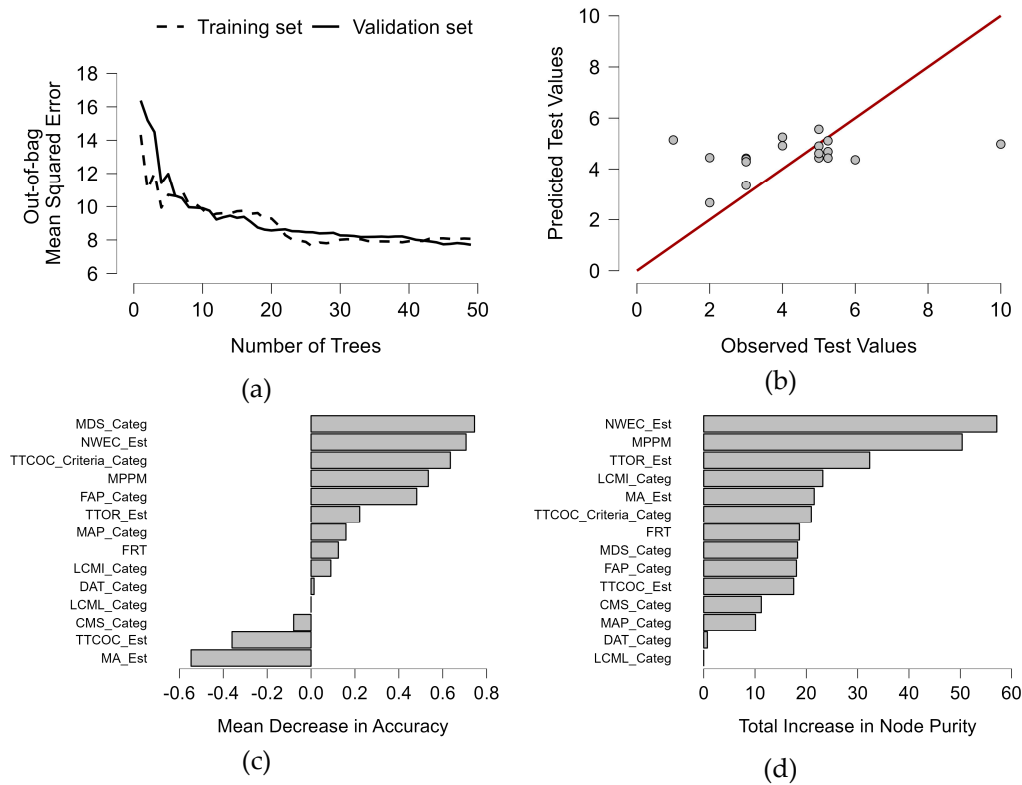 Training set Validation set
Out-of-bag
Mean Squared Error
18
16
14
12
10
8
6
0 10 20 30 40 50
Number of Trees
(a)
Predicted Test Values
10
8
6
4
2
0
0 2 4 6 8 10
Observed Test Values
(b)
MDS_Categ
NWEC_Est
TTCOC_Criteria_Categ
MPPM
FAP_Categ
TTOR_Est
MAP_Categ
FRT
LCMI_Categ
DAT_Categ
LCML_Categ
CMS_Categ
TTCOC_Est
MA_Est
-0.6 -0.4 -0.2 0.0 0.2 0.4 0.6 0.8
Mean Decrease in Accuracy
(c)
NWEC_Est
MPPM
TTOR_Est
LCMI_Categ
MA_Est
TTCOC_Criteria_Categ
FRT
MDS_Categ
FAP_Categ
TTCOC_Est
CMS_Categ
MAP_Categ
DAT_Categ
LCML_Categ
0 10 20 30 40 50 60
Total Increase in Node Purity
(d)